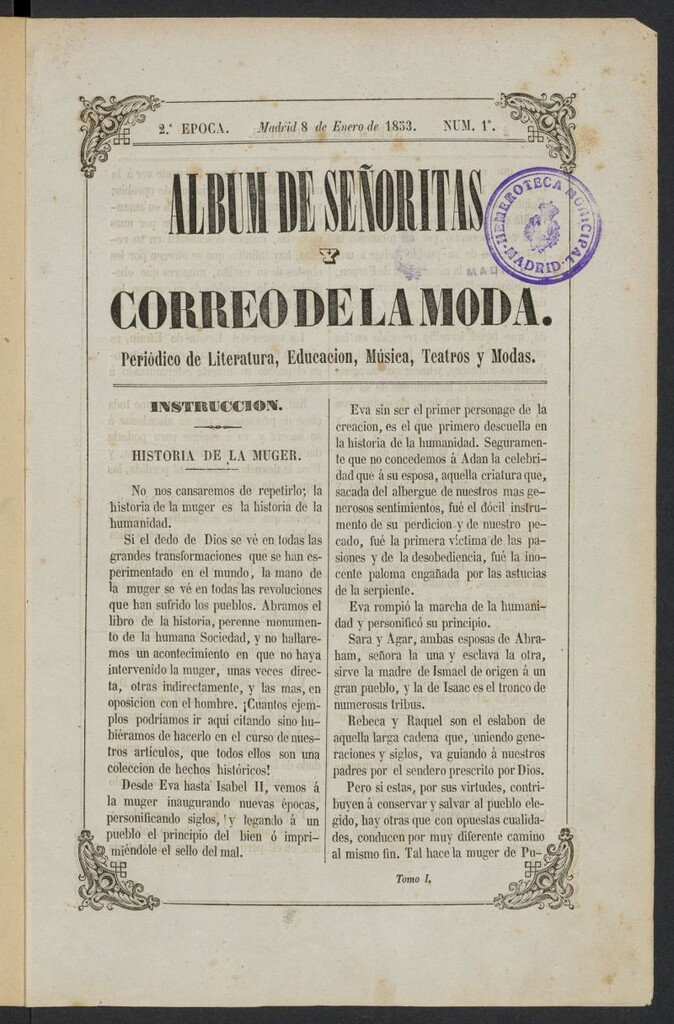 2.ª EPOCA. Madrid 8 de Enero de 1853. NUM. 1º.
ALBUM DE SEÑORITAS
Y
CORREO DE LA MODA.
HEMEROTECA MUNICIPAL
MADRID
MAD
Periódico de Literatura, Educacion, Música, Teatros y Modas.
INSTRUCCION.
HISTORIA DE LA MUGER.
No nos cansaremos de repetirlo; la
historia de la muger es la historia de la
humanidad.
Si el dedo de Dios se vé en todas las
grandes transformaciones que se han es-
perimentado en el mundo, la mano de
la muger se vé en todas las revoluciones
que han sufrido los pueblos. Abramos el
libro de la historia, perenne monumen-
to de la humana Sociedad, y no hallare-
mos un acontecimiento en que no haya
intervenido la muger, unas veces direc-
ta, otras indirectamente, y las mas, en
oposicion con el hombre. ¡Cuantos ejem-
plos podriamos ir aqui citando sino hu-
biéramos de hacerlo en el curso de nues-
tros articulos, que todos ellos son una
coleccion de hechos históricos!
Desde Eva hasta Isabel II, vemos á
la muger inaugurando nuevas épocas,
personificando siglos, y legando á un
pueblo el principio del bien ó impri-
miéndole el sello del mal.
Eva sin ser el primer personage de la
creacion, es el que primero descuella en
la historia de la humanidad. Seguramen-
te que no concedemos á Adan la celebri-
dad que á su esposa, aquella criatura que,
sacada del albergue de nuestros mas ge-
nerosos sentimientos, fué el dócil instru-
mento de su perdicion y de nuestro pe-
cado, fué la primera victima de las pa-
siones y de la desobediencia, fué la ino-
cente paloma engañada por las astucias
de la serpiente.
Eva rompió la marcha de la humani-
dad y personificó su principio.
Sara y Agar, ambas esposas de Abra-
ham, señora la una y esclava la otra,
sirve la madre de Ismael de origen á un
gran pueblo, y la de Isaac es el tronco de
numerosas tribus.
Rebeca y Raquel son el eslabon de
aquella larga cadena que, uniendo gene-
raciones y siglos, va guiando á nuestros
padres por el sendero prescrito por Dios.
Pero si estas, por sus virtudes, contri-
buyen á conservar y salvar al pueblo ele-
gido, hay otras que con opuestas cualida-
des, conducen por muy diferente camino
al mismo fin. Tal hace la muger de Pu-
Tomo I.